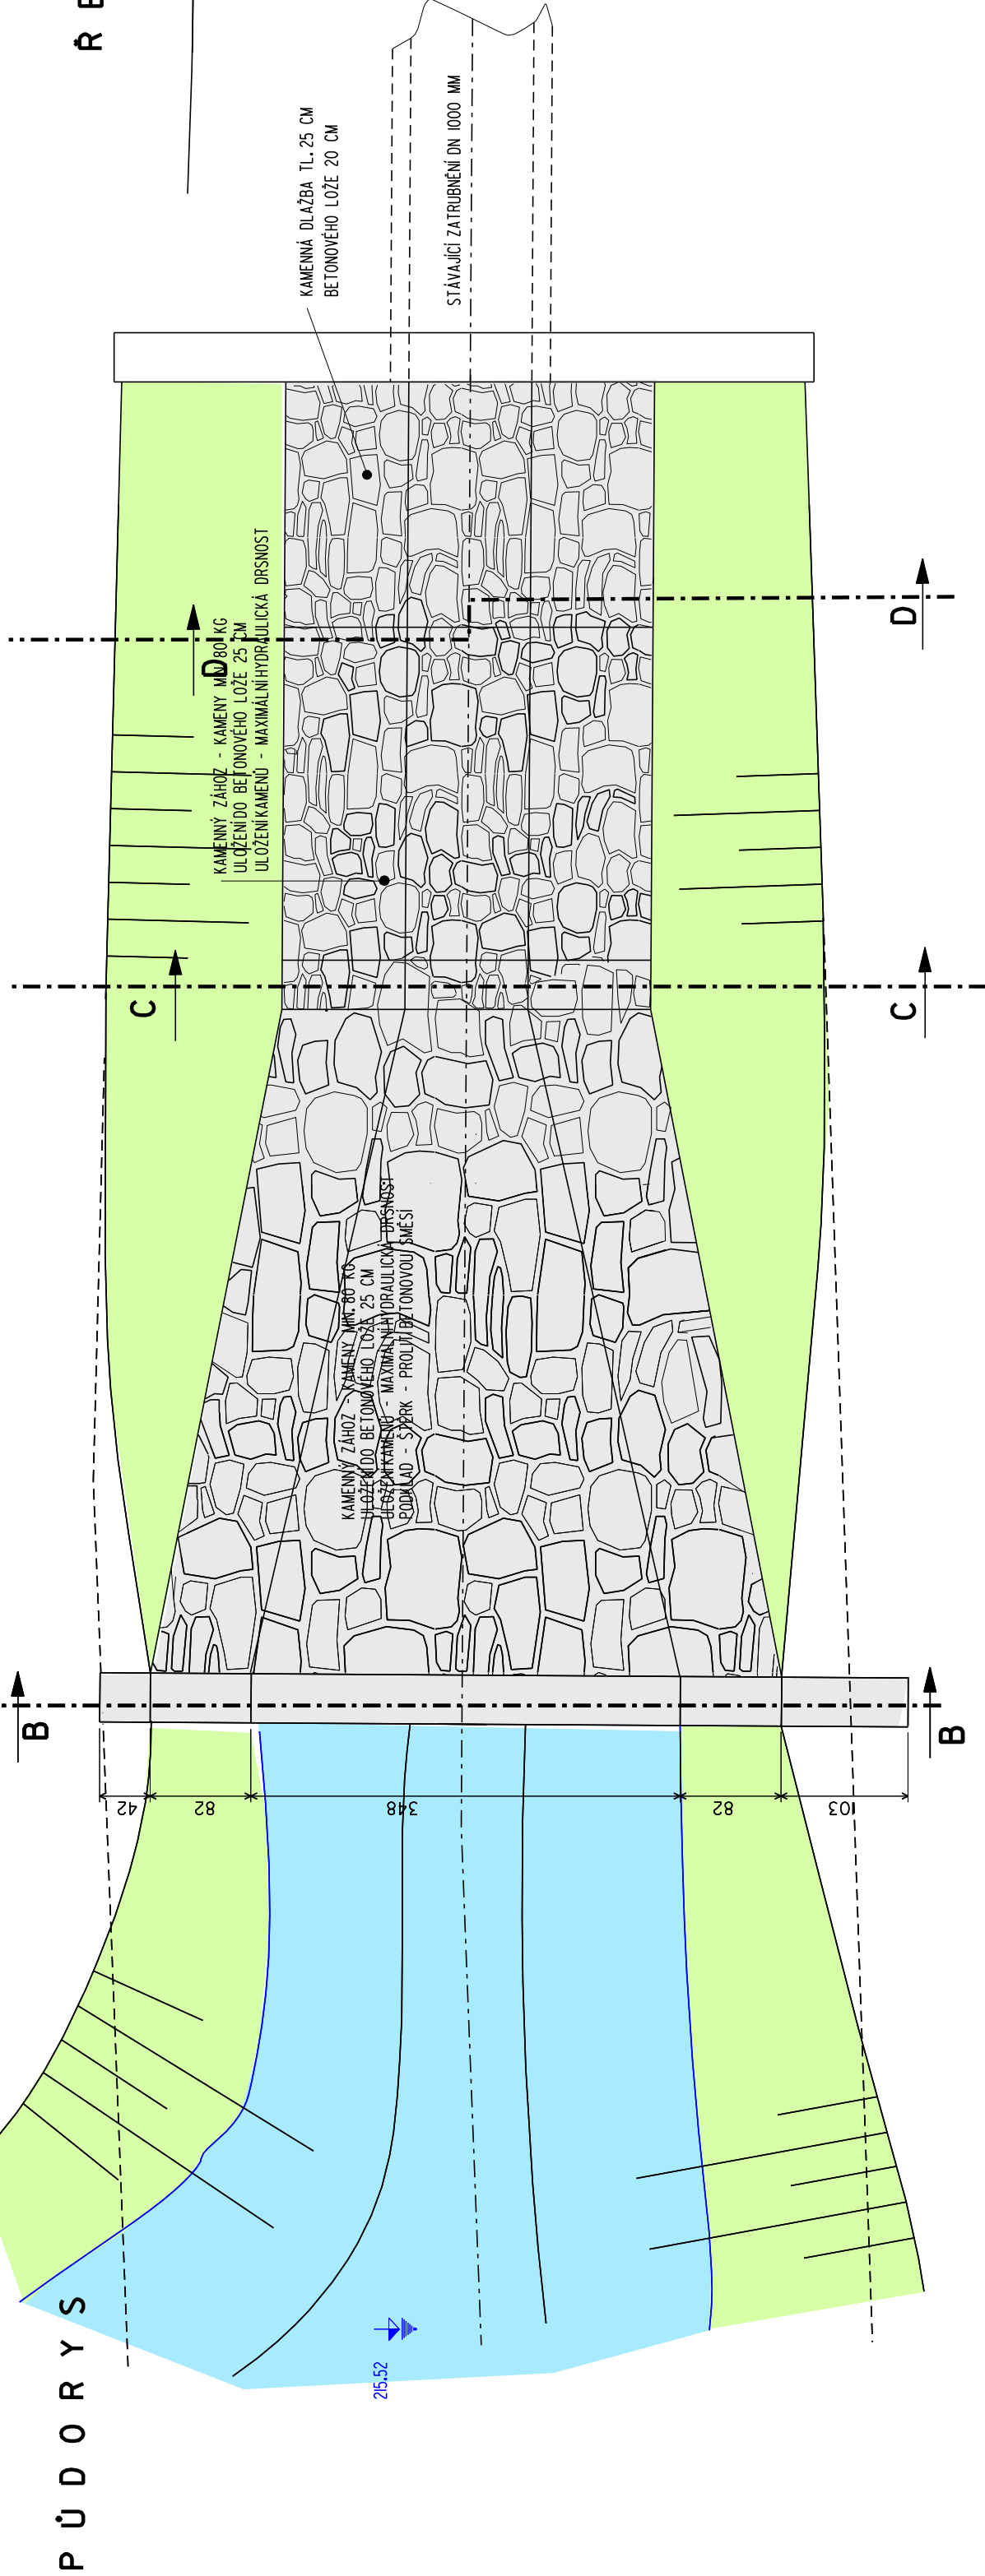 PŮDORYS
ŘE
KAMENNÁ DLAŽBA TL. 25 CM
BETONOVÉHO LOŽE 20 CM
STÁVAJÍCÍ ZATRUBNĚNÍ DN 1000 MM
KAMENNÝ ZÁHOZ - KAMENY MIN. 80 KG
ULOŽENÍ DO BETONOVÉHO LOŽE 25 CM
ULOŽENÍ KAMENŮ - MAXIMÁLNÍ HYDRAULICKÁ DRSNOST
D
D
C
C
KAMENNÝ ZÁHOZ - KAMENY MIN. 80 KG
ULOŽENÍ DO BETONOVÉHO LOŽE 25 CM
ULOŽENÍ KAMENŮ - MAXIMÁLNÍ HYDRAULICKÁ DRSNOST
PODKLAD - ŠTĚRK - PROLITÍ BETONOVOU SMĚSÍ
B
B
42
82
348
82
103
215.52